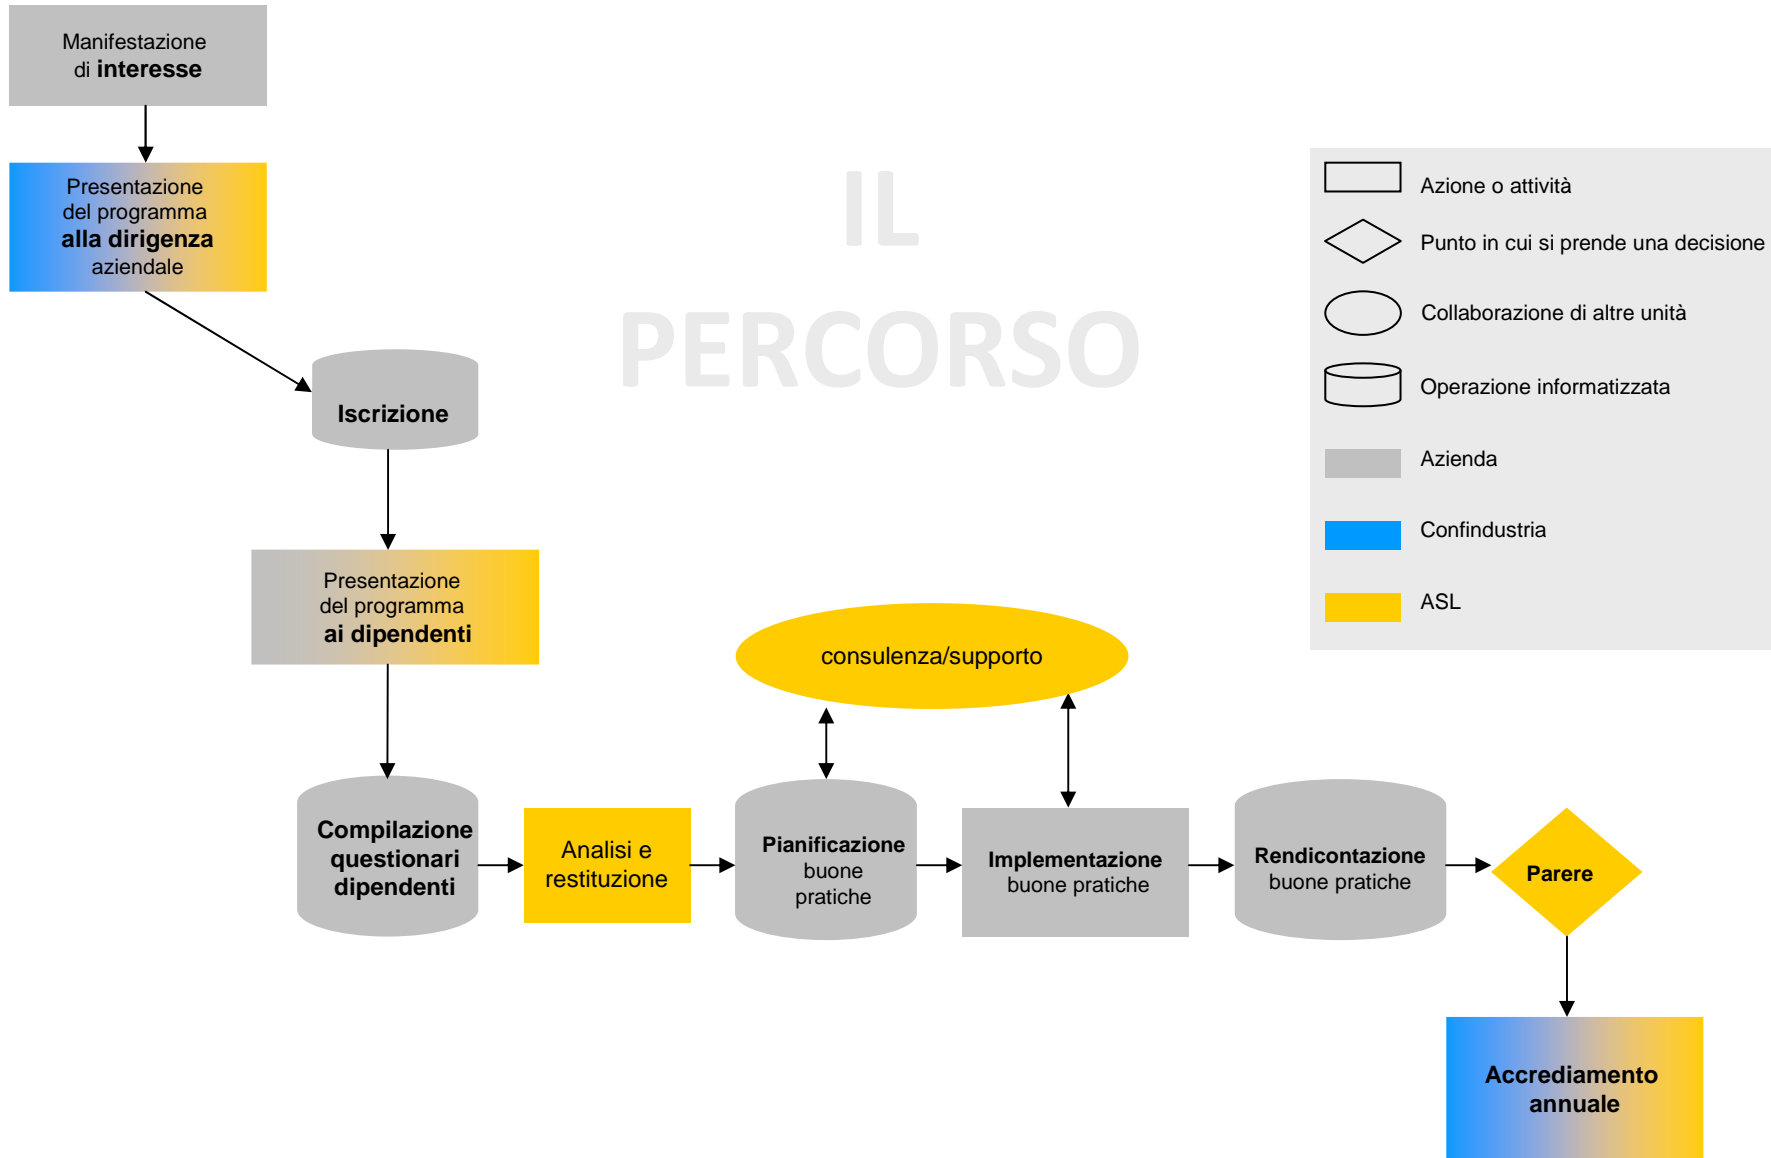 Manifestazione
di interesse
Presentazione
del programma
alla dirigenza
aziendale
IL
PERCORSO
Iscrizione
Presentazione
del programma
ai dipendenti
consulenza/supporto
Compilazione
questionari
dipendenti
Analisi e
restituzione
Pianificazione
buone
pratiche
Implementazione
buone pratiche
Rendicontazione
buone pratiche
Parere
Accrediamento
annuale
Azione o attività
Punto in cui si prende una decisione
Collaborazione di altre unità
Operazione informatizzata
Azienda
Confindustria
ASL